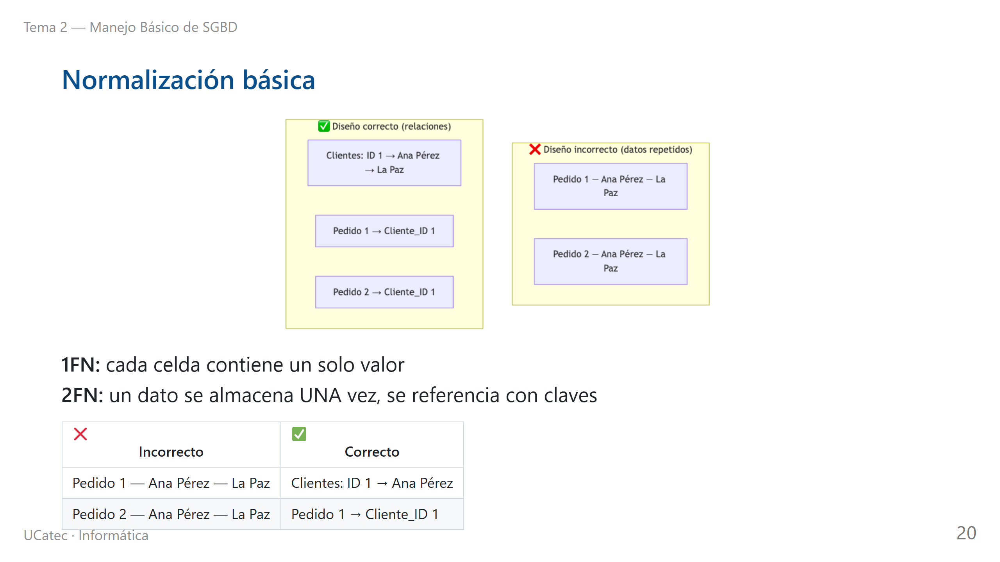 Tema 2 — Manejo Básico de SGBD
Normalización básica
✅ Diseño correcto (relaciones)
Clientes: ID 1 → Ana Pérez
→ La Paz
Pedido 1 → Cliente_ID 1
Pedido 2 → Cliente_ID 1
❌ Diseño incorrecto (datos repetidos)
Pedido 1 — Ana Pérez — La
Paz
Pedido 2 — Ana Pérez — La
Paz
1FN: cada celda contiene un solo valor
2FN: un dato se almacena UNA vez, se referencia con claves
❌ Incorrecto
✅ Correcto
Pedido 1 — Ana Pérez — La Paz
Clientes: ID 1 → Ana Pérez
Pedido 2 — Ana Pérez — La Paz
Pedido 1 → Cliente_ID 1
UCatec · Informática
20